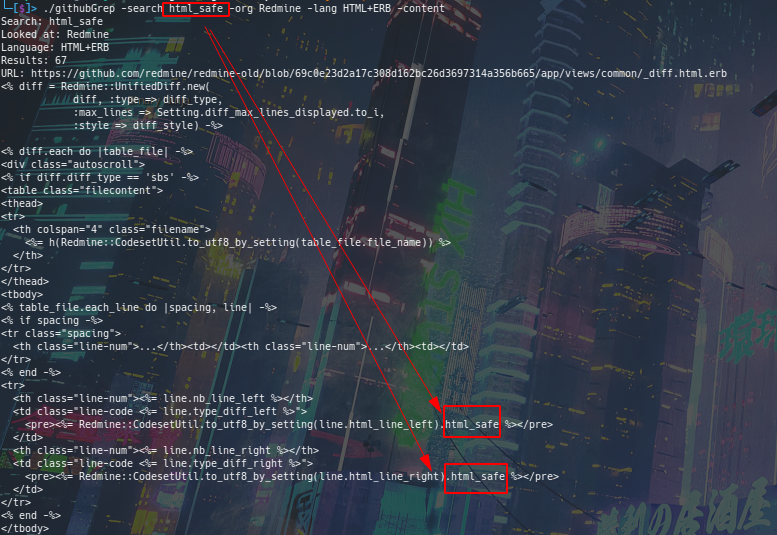 └─[$]> ./githubGrep -search html_safe -org Redmine -lang HTML+ERB -content
Search: html_safe
Looked at: Redmine
Language: HTML+ERB
Results: 67
URL: https://github.com/redmine/redmine-old/blob/69c0e23d2a17c308d162bc26d3697314a356b665/app/views/common/_diff.html.erb
<% diff = Redmine::UnifiedDiff.new(
            diff, :type => diff_type,
            :max_lines => Setting.diff_max_lines_displayed.to_i,
            :style => diff_style) -%>

<% diff.each do |table_file| -%>
<div class="autoscroll">
<% if diff.diff_type == 'sbs' -%>
<table class="filecontent">
<thead>
<tr>
  <th colspan="4" class="filename">
    <%= h(Redmine::CodesetUtil.to_utf8_by_setting(table_file.file_name)) %>
  </th>
</tr>
</thead>
<tbody>
<% table_file.each_line do |spacing, line| -%>
<% if spacing -%>
<tr class="spacing">
  <th class="line-num">...</th><td></td><th class="line-num">...</th><td></td>
</tr>
<% end -%>
<tr>
  <th class="line-num"><%= line.nb_line_left %></th>
  <td class="line-code <%= line.type_diff_left %>">
    <pre><%= Redmine::CodesetUtil.to_utf8_by_setting(line.html_line_left).html_safe %></pre>
  </td>
  <th class="line-num"><%= line.nb_line_right %></th>
  <td class="line-code <%= line.type_diff_right %>">
    <pre><%= Redmine::CodesetUtil.to_utf8_by_setting(line.html_line_right).html_safe %></pre>
  </td>
</tr>
<% end -%>
</tbody>
の居酒屋